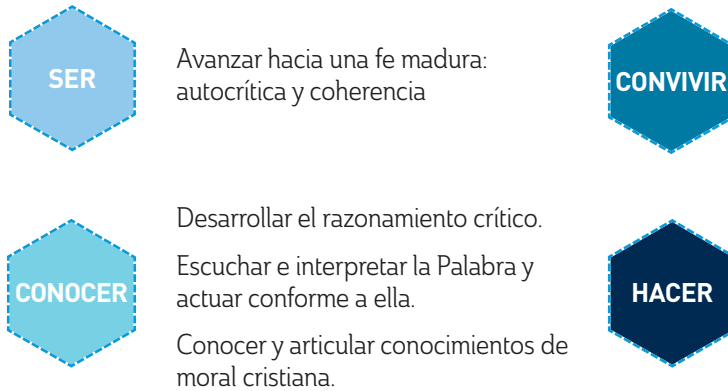 SER
Avanzar hacia una fe madura:
autocrítica y coherencia
CONVIVIR
CONOCER
Desarrollar el razonamiento crítico.
Escuchar e interpretar la Palabra y
actuar conforme a ella.
Conocer y articular conocimientos de
moral cristiana.
HACER